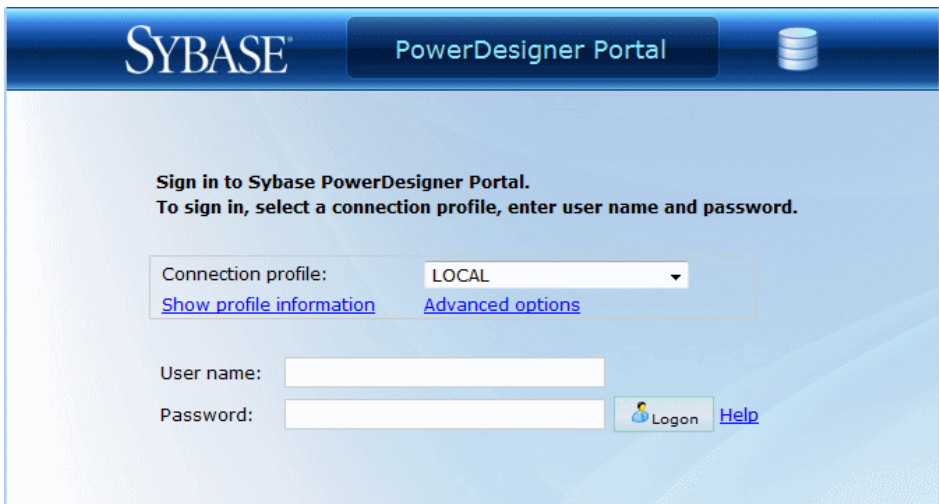 SYBASE®
PowerDesigner Portal
Sign in to Sybase PowerDesigner Portal.
To sign in, select a connection profile, enter user name and password.
Connection profile: LOCAL
Show profile information Advanced options
User name:
Password: Logon Help